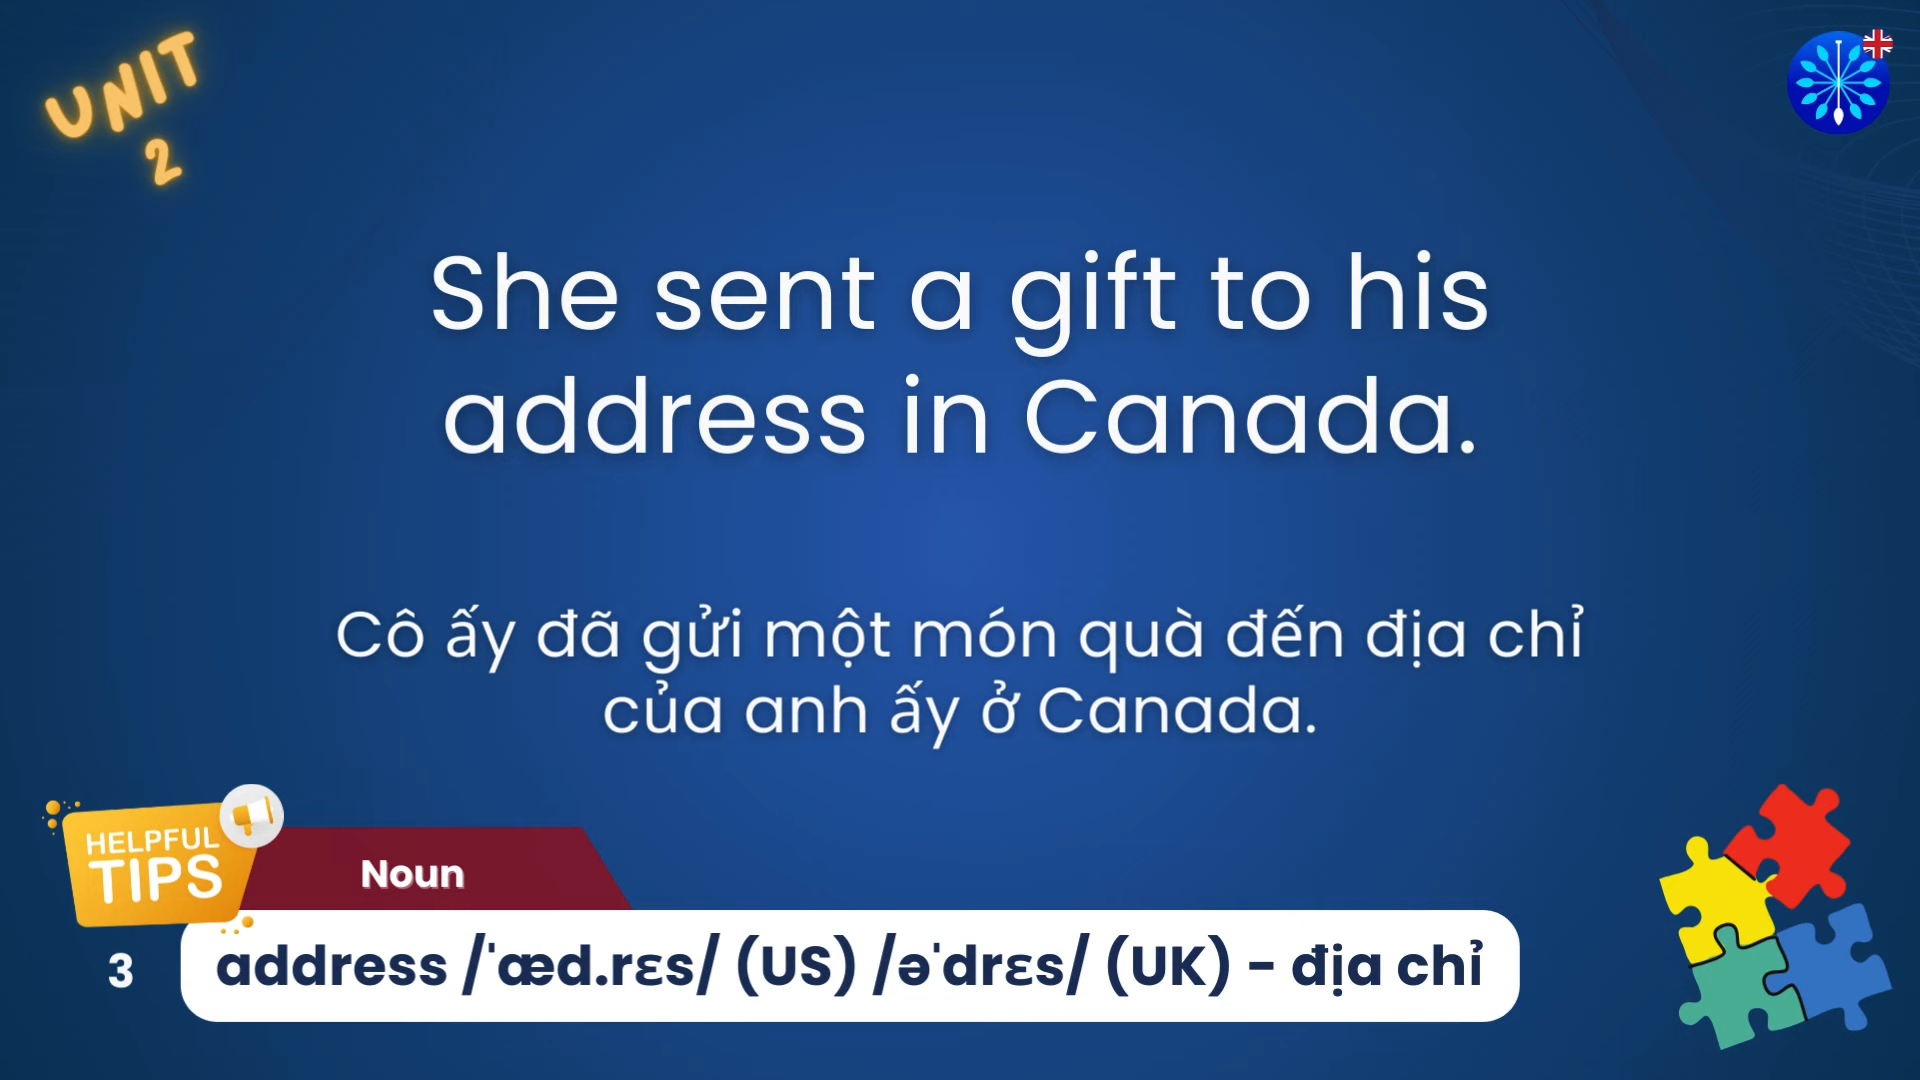 UNIT
2
She sent a gift to his
address in Canada.
Cô ấy đã gửi một món quà đến địa chỉ
của anh ấy ở Canada.
HELPFUL
TIPS
Noun
3
address /ˈæd.rɛs/ (US) /əˈdrɛs/ (UK) - địa chỉ